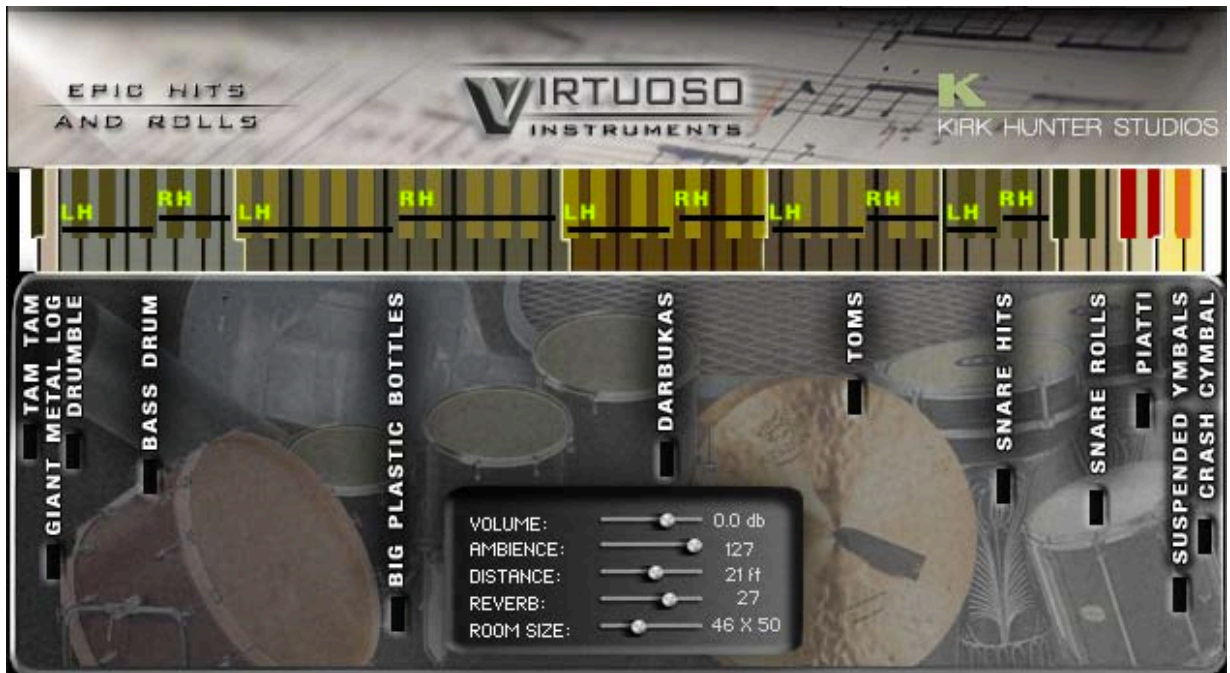 EPIC HITS
AND ROLLS
VIRTUOSO
INSTRUMENTS
K
KIRK HUNTER STUDIOS
LH
RH
LH
RH
LH
RH
LH
RH
LH
RH
TAM TAM
GIANT METAL LOG
DRUMBLE
BASS DRUM
BIG PLASTIC BOTTLES
DARBUKAS
TOMS
SNARE HITS
SNARE ROLLS
PIATTI
SUSPENDED YMBALS
CRASH CYMBAL
VOLUME: 0.0 db
AMBIENCE: 127
DISTANCE: 21 ft
REVERB: 27
ROOM SIZE: 46 X 50